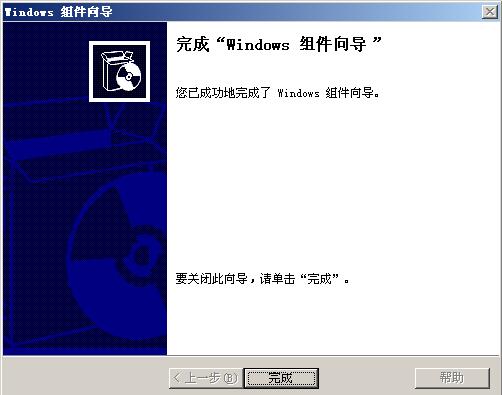 Windows 组件向导
完成“Windows 组件向导 ”
您已成功地完成了 Windows 组件向导。
要关闭此向导，请单击“完成”。
< 上一步(B)
完成
帮助